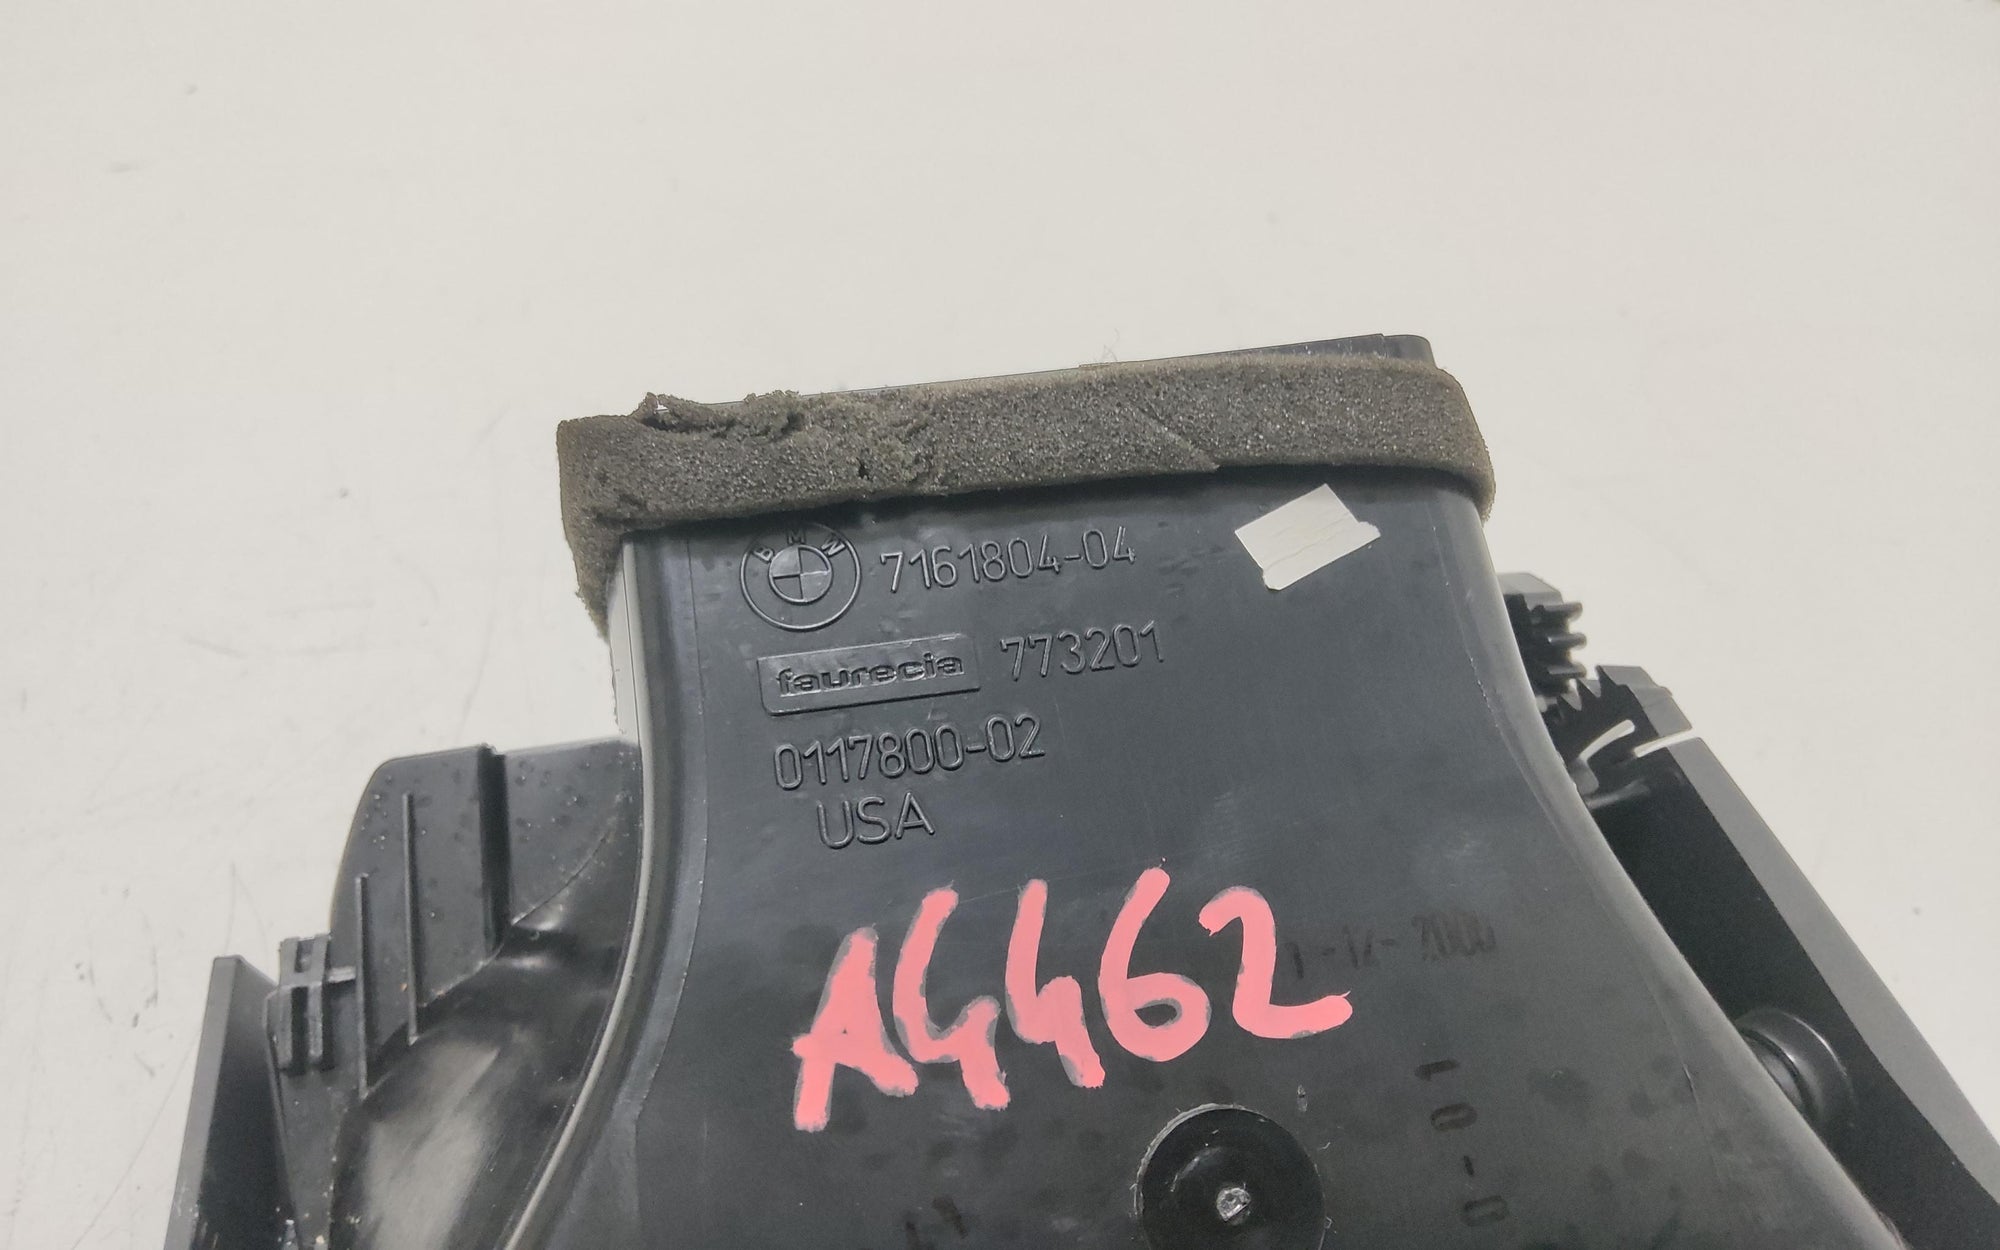 BMW 7161804-04
faurecia 773201
0117800-02
USA
A4462